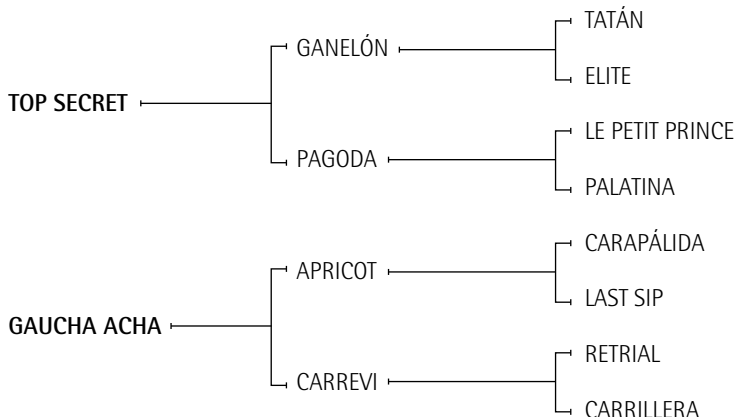 TATÁN
GANELÓN
ELITE
TOP SECRET
LE PETIT PRINCE
PAGODA
PALATINA
CARAPÁLIDA
APRICOT
LAST SIP
GAUCHA ACHA
RETRIAL
CARREVI
CARRILLERA